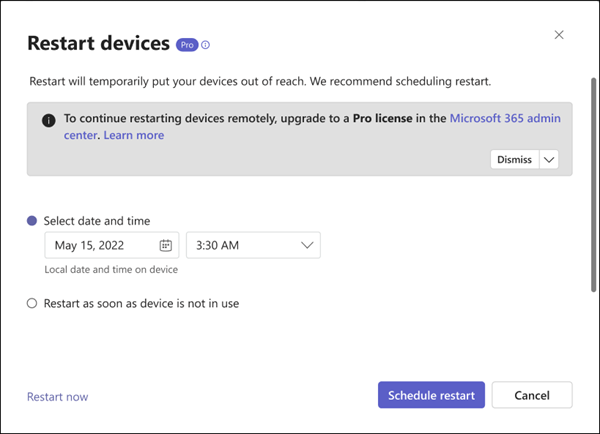 Restart devices Pro
Restart will temporarily put your devices out of reach. We recommend scheduling restart.
To continue restarting devices remotely, upgrade to a Pro license in the Microsoft 365 admin
center. Learn more
Dismiss
Select date and time
May 15, 2022 3:30 AM
Local date and time on device
Restart as soon as device is not in use
Restart now Schedule restart Cancel